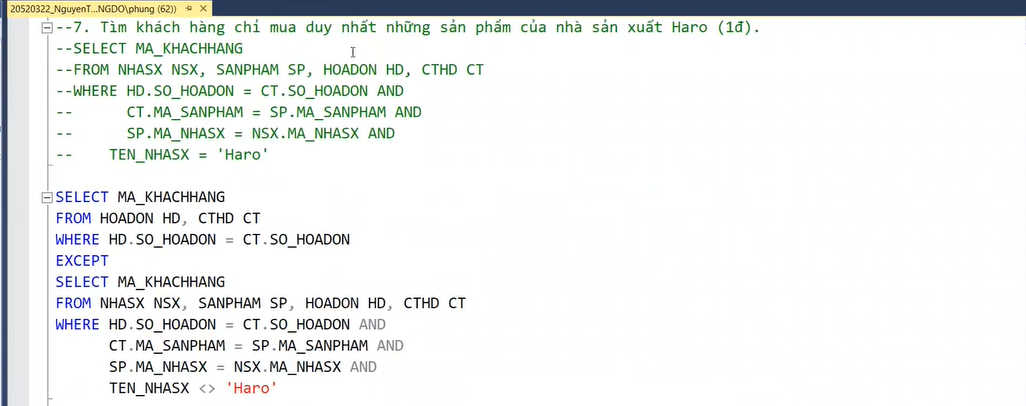 20520322_NguyenT...NGDO\phung (62))
--7. Tìm khách hàng chỉ mua duy nhất những sản phẩm của nhà sản xuất Haro (1đ).
--SELECT MA_KHACHHANG
--FROM NHASX NSX, SANPHAM SP, HOADON HD, CTHD CT
--WHERE HD.SO_HOADON = CT.SO_HOADON AND
--      CT.MA_SANPHAM = SP.MA_SANPHAM AND
--      SP.MA_NHASX = NSX.MA_NHASX AND
--    TEN_NHASX = 'Haro'
SELECT MA_KHACHHANG
FROM HOADON HD, CTHD CT
WHERE HD.SO_HOADON = CT.SO_HOADON
EXCEPT
SELECT MA_KHACHHANG
FROM NHASX NSX, SANPHAM SP, HOADON HD, CTHD CT
WHERE HD.SO_HOADON = CT.SO_HOADON AND
      CT.MA_SANPHAM = SP.MA_SANPHAM AND
      SP.MA_NHASX = NSX.MA_NHASX AND
      TEN_NHASX <> 'Haro'